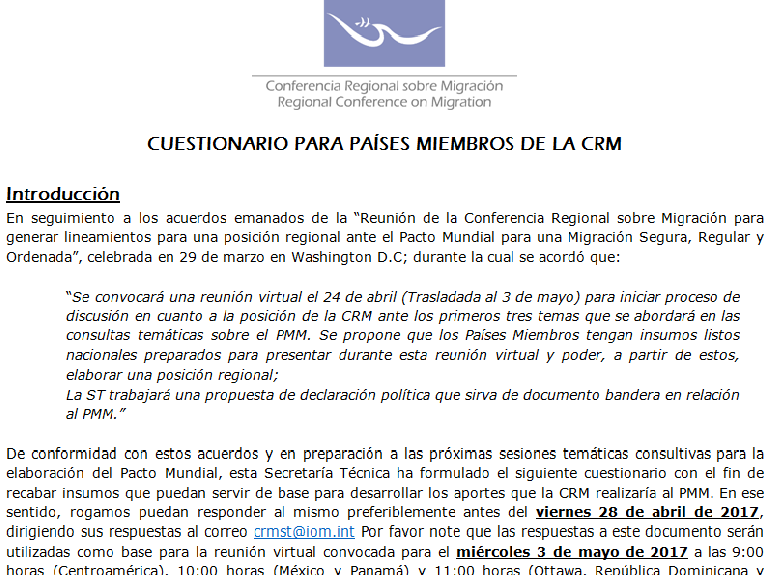 Conferencia Regional sobre Migración
Regional Conference on Migration
CUESTIONARIO PARA PAÍSES MIEMBROS DE LA CRM
Introducción
En seguimiento a los acuerdos emanados de la “Reunión de la Conferencia Regional sobre Migración para
generar lineamientos para una posición regional ante el Pacto Mundial para una Migración Segura, Regular y
Ordenada”, celebrada en 29 de marzo en Washington D.C; durante la cual se acordó que:
“Se convocará una reunión virtual el 24 de abril (Trasladada al 3 de mayo) para iniciar proceso de
discusión en cuanto a la posición de la CRM ante los primeros tres temas que se abordará en las
consultas temáticas sobre el PMM. Se propone que los Países Miembros tengan insumos listos
nacionales preparados para presentar durante esta reunión virtual y poder, a partir de estos,
elaborar una posición regional;
La ST trabajará una propuesta de declaración política que sirva de documento bandera en relación
al PMM.”
De conformidad con estos acuerdos y en preparación a las próximas sesiones temáticas consultivas para la
elaboración del Pacto Mundial, esta Secretaría Técnica ha formulado el siguiente cuestionario con el fin de
recabar insumos que puedan servir de base para desarrollar los aportes que la CRM realizaría al PMM. En ese
sentido, rogamos puedan responder al mismo preferiblemente antes del viernes 28 de abril de 2017,
dirigiendo sus respuestas al correo crmst@iom.int Por favor note que las respuestas a este documento serán
utilizadas como base para la reunión virtual convocada para el miércoles 3 de mayo de 2017 a las 9:00
horas (Centroamérica), 10:00 horas (México y Panamá) y 11:00 horas (Ottawa, República Dominicana y